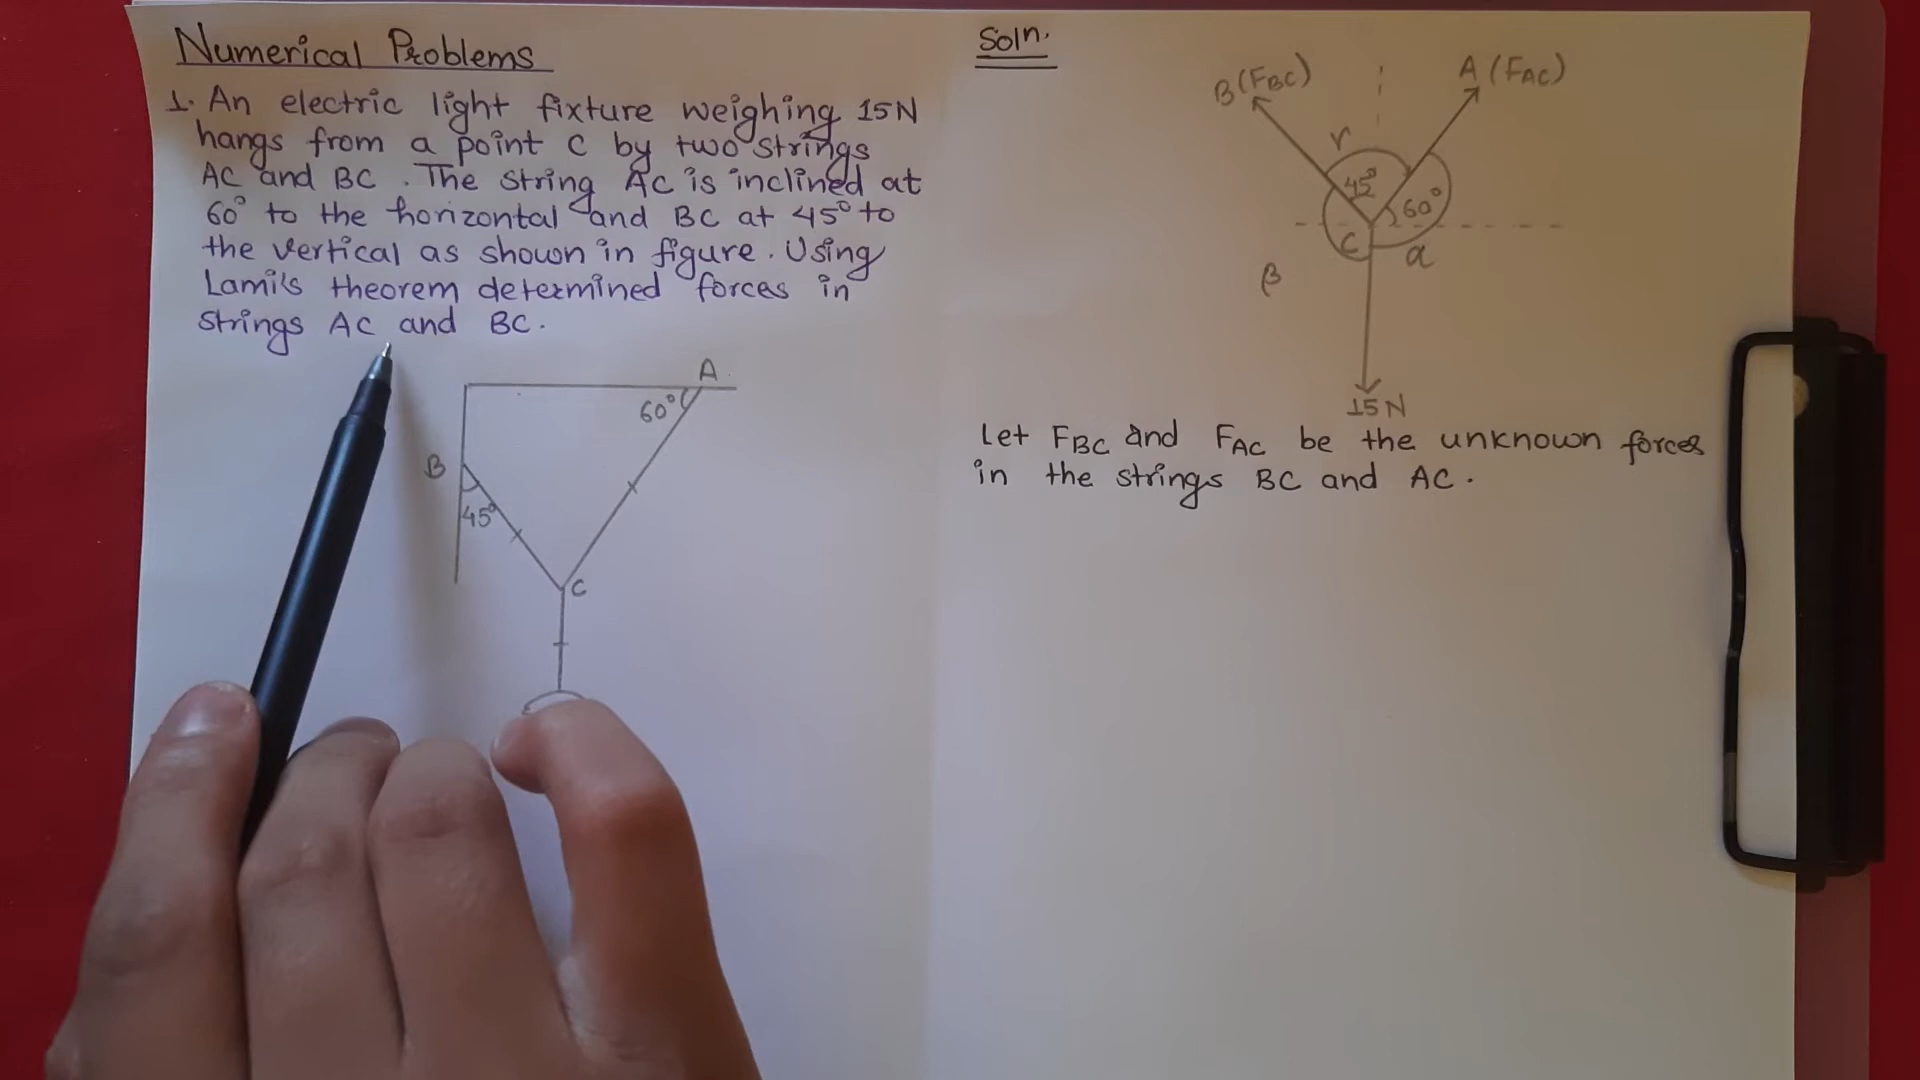 Numerical Problems
1. An electric light fixture weighing 15N
hangs from a point C by two strings
AC and BC. The string AC is inclined at
60° to the horizontal and BC at 45° to
the vertical as shown in figure. Using
Lami's theorem determined forces in
strings AC and BC.
A
60°
B
45°
C
Soln.
B (FBC)
A (FAC)
γ
45°
60°
C
α
β
15N
Let FBC and FAC be the unknown forces
in the strings BC and AC.